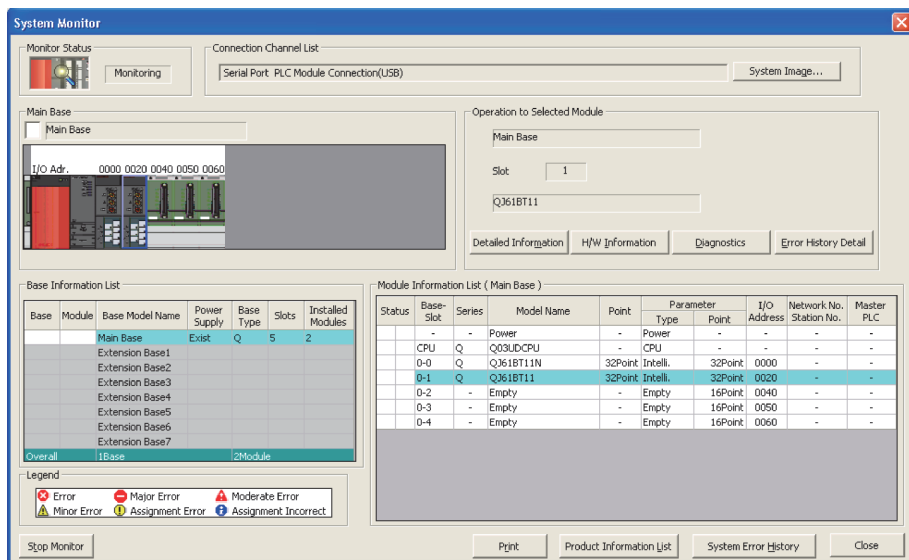 System Monitor
Monitor Status
Monitoring
Connection Channel List
Serial Port PLC Module Connection(USB)
System Image...
Main Base
Main Base
I/O Adr. 0000 0020 0040 0050 0060
Operation to Selected Module
Main Base
Slot 1
QJ61BT11
Detailed Information H/W Information Diagnostics Error History Detail
Base Information List
Base Module Base Model Name Power Supply Base Type Slots Installed Modules
Main Base Exist Q 5 2
Extension Base1
Extension Base2
Extension Base3
Extension Base4
Extension Base5
Extension Base6
Extension Base7
Overall 1Base 2Module
Module Information List ( Main Base )
Status Base-Slot Series Model Name Point Parameter Type Point I/O Address Network No. Station No. Master PLC
- - Power - Power - - - -
CPU Q Q03UDCPU - CPU - - - -
0-0 Q QJ61BT11N 32Point Intelli. 32Point 0000 - -
0-1 Q QJ61BT11 32Point Intelli. 32Point 0020 - -
0-2 - Empty - Empty 16Point 0040 - -
0-3 - Empty - Empty 16Point 0050 - -
0-4 - Empty - Empty 16Point 0060 - -
Legend
Error Major Error Moderate Error
Minor Error Assignment Error Assignment Incorrect
Stop Monitor
Print Product Information List System Error History Close